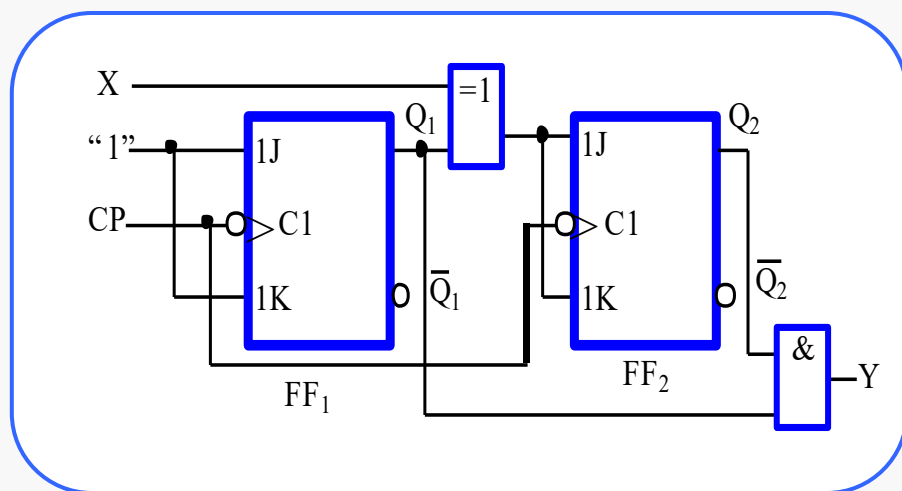 X
=1
Q₁
Q₂
“1”
1J
1J
CP
C1
C1
1K
Q̅₁
1K
Q̅₂
&
Y
FF₁
FF₂